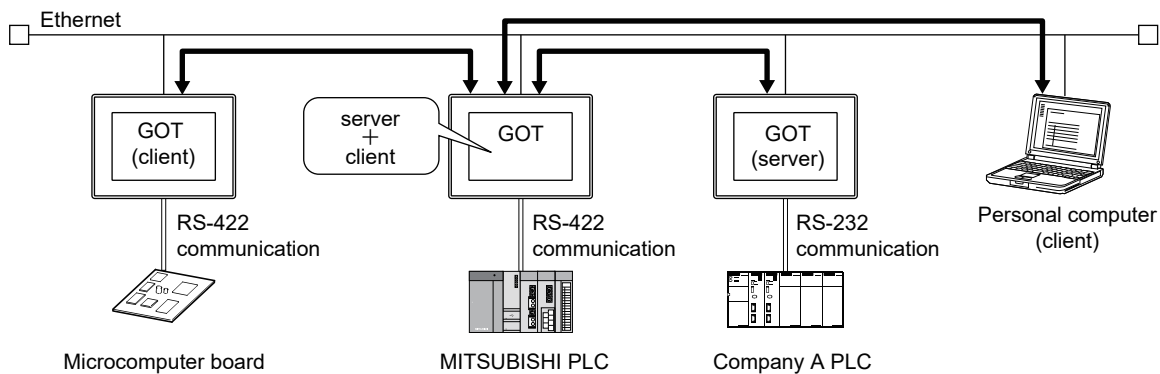 Ethernet
GOT
(client)
server
+
client
GOT
GOT
(server)
RS-422
communication
RS-422
communication
RS-232
communication
Personal computer
(client)
Microcomputer board
MITSUBISHI PLC
Company A PLC